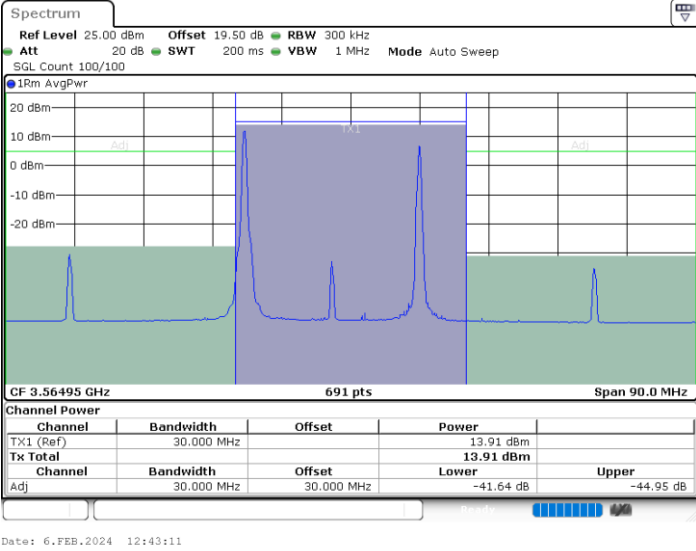 Spectrum
Ref Level 25.00 dBm Offset 19.50 dB RBW 300 kHz
Att 20 dB SWT 200 ms VBW 1 MHz Mode Auto Sweep
SGL Count 100/100
1Rm AvgPwr
20 dBm
TX1
10 dBm
Adj Adj
0 dBm
-10 dBm
-20 dBm
CF 3.56495 GHz 691 pts Span 90.0 MHz
Channel Power
Channel Bandwidth Offset Power
TX1 (Ref) 30.000 MHz 13.91 dBm
Tx Total 13.91 dBm
Channel Bandwidth Offset Lower Upper
Adj 30.000 MHz 30.000 MHz -41.64 dB -44.95 dB
Ready
Date: 6.FEB.2024 12:43:11